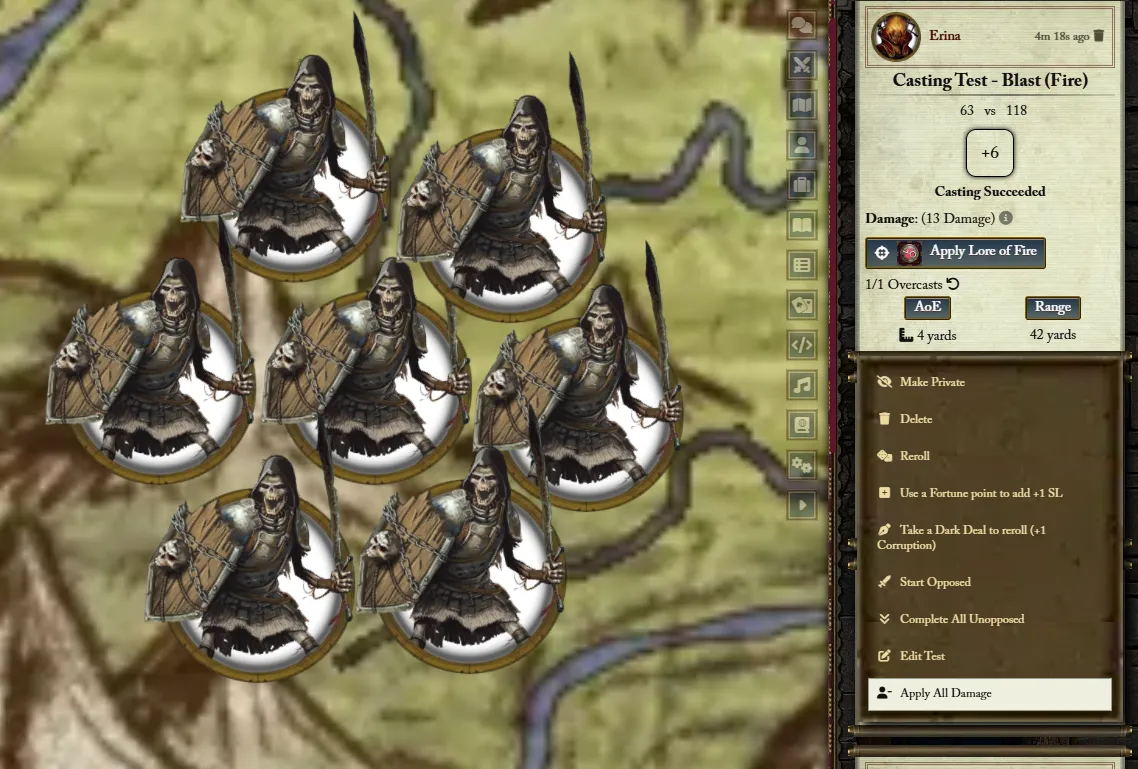 Erina
4m 18s ago
Casting Test - Blast (Fire)
63 vs 118
+6
Casting Succeeded
Damage: (13 Damage)
Apply Lore of Fire
1/1 Overcasts
AoE Range
4 yards 42 yards
Make Private
Delete
Reroll
Use a Fortune point to add +1 SL
Take a Dark Deal to reroll (+1
Corruption)
Start Opposed
Complete All Unopposed
Edit Test
Apply All Damage